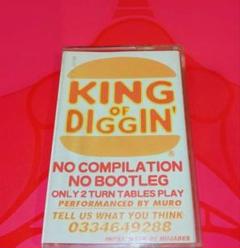 KING
OF
DIGGIN'
®
NO COMPILATION
NO BOOTLEG
ONLY 2 TURN TABLES PLAY
PERFORMANCED BY MURO
TELL US WHAT YOU THINK
0334649288